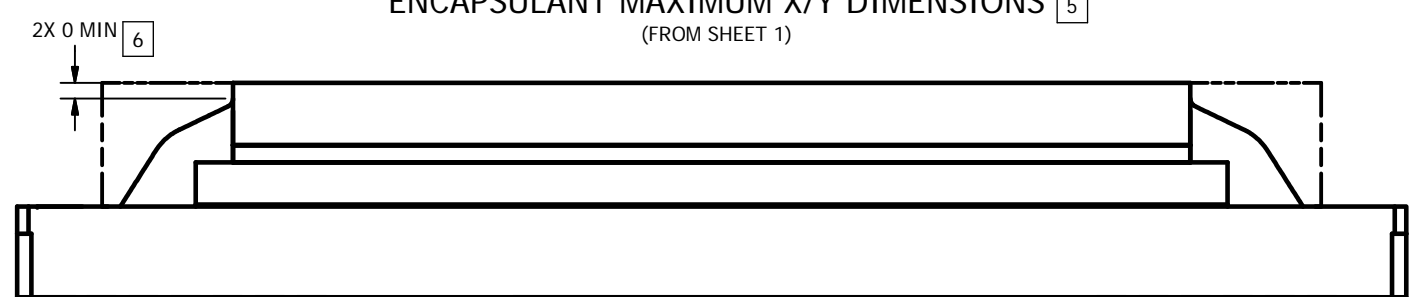 ENCAPSULANT MAXIMUM X/Y DIMENSIONS 5
(FROM SHEET 1)
2X 0 MIN 6